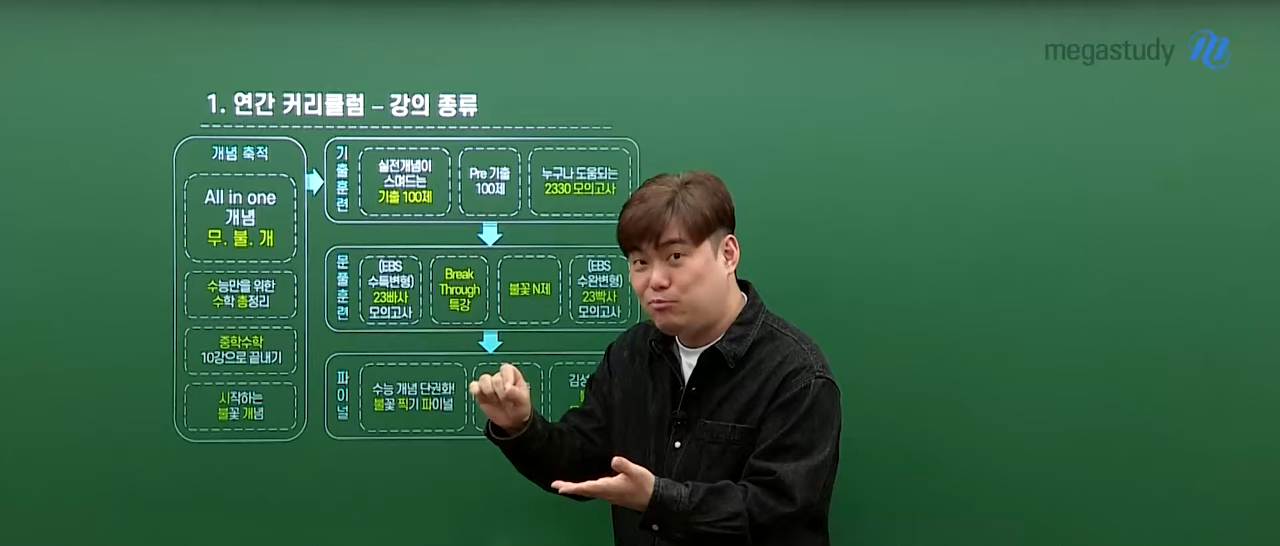 megastudy
1. 연간 커리큘럼 – 강의 종류
개념 축적
All in one
개념
무. 불. 개
수능만을 위한
수학 총정리
중학수학
10강으로 끝내기
시작하는
불꽃 개념
기출훈련
실전개념이
스며드는
기출 100제
Pre 기출
100제
누구나 도움되는
2330 모의고사
문풀훈련
(EBS
수특변형)
23빠사
모의고사
Break
Through
특강
불꽃 N제
(EBS
수완변형)
23빡사
모의고사
파이널
수능 개념 단권화!
불꽃 찍기 파이널